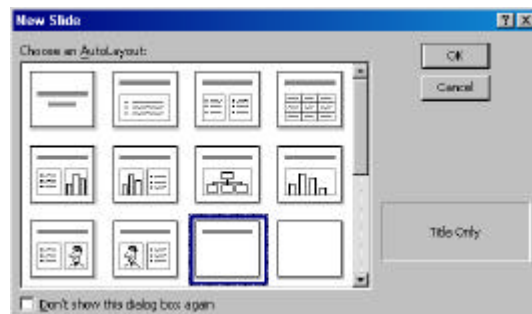 New Slide
Choose an AutoLayout:
OK
Cancel
Title Only
Don't show this dialog box again